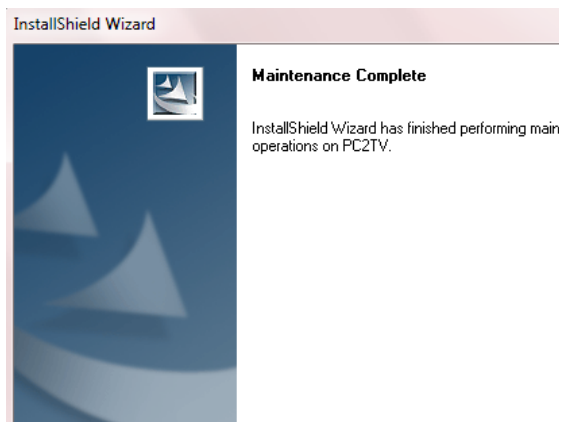 InstallShield Wizard
Maintenance Complete
InstallShield Wizard has finished performing main
operations on PC2TV.